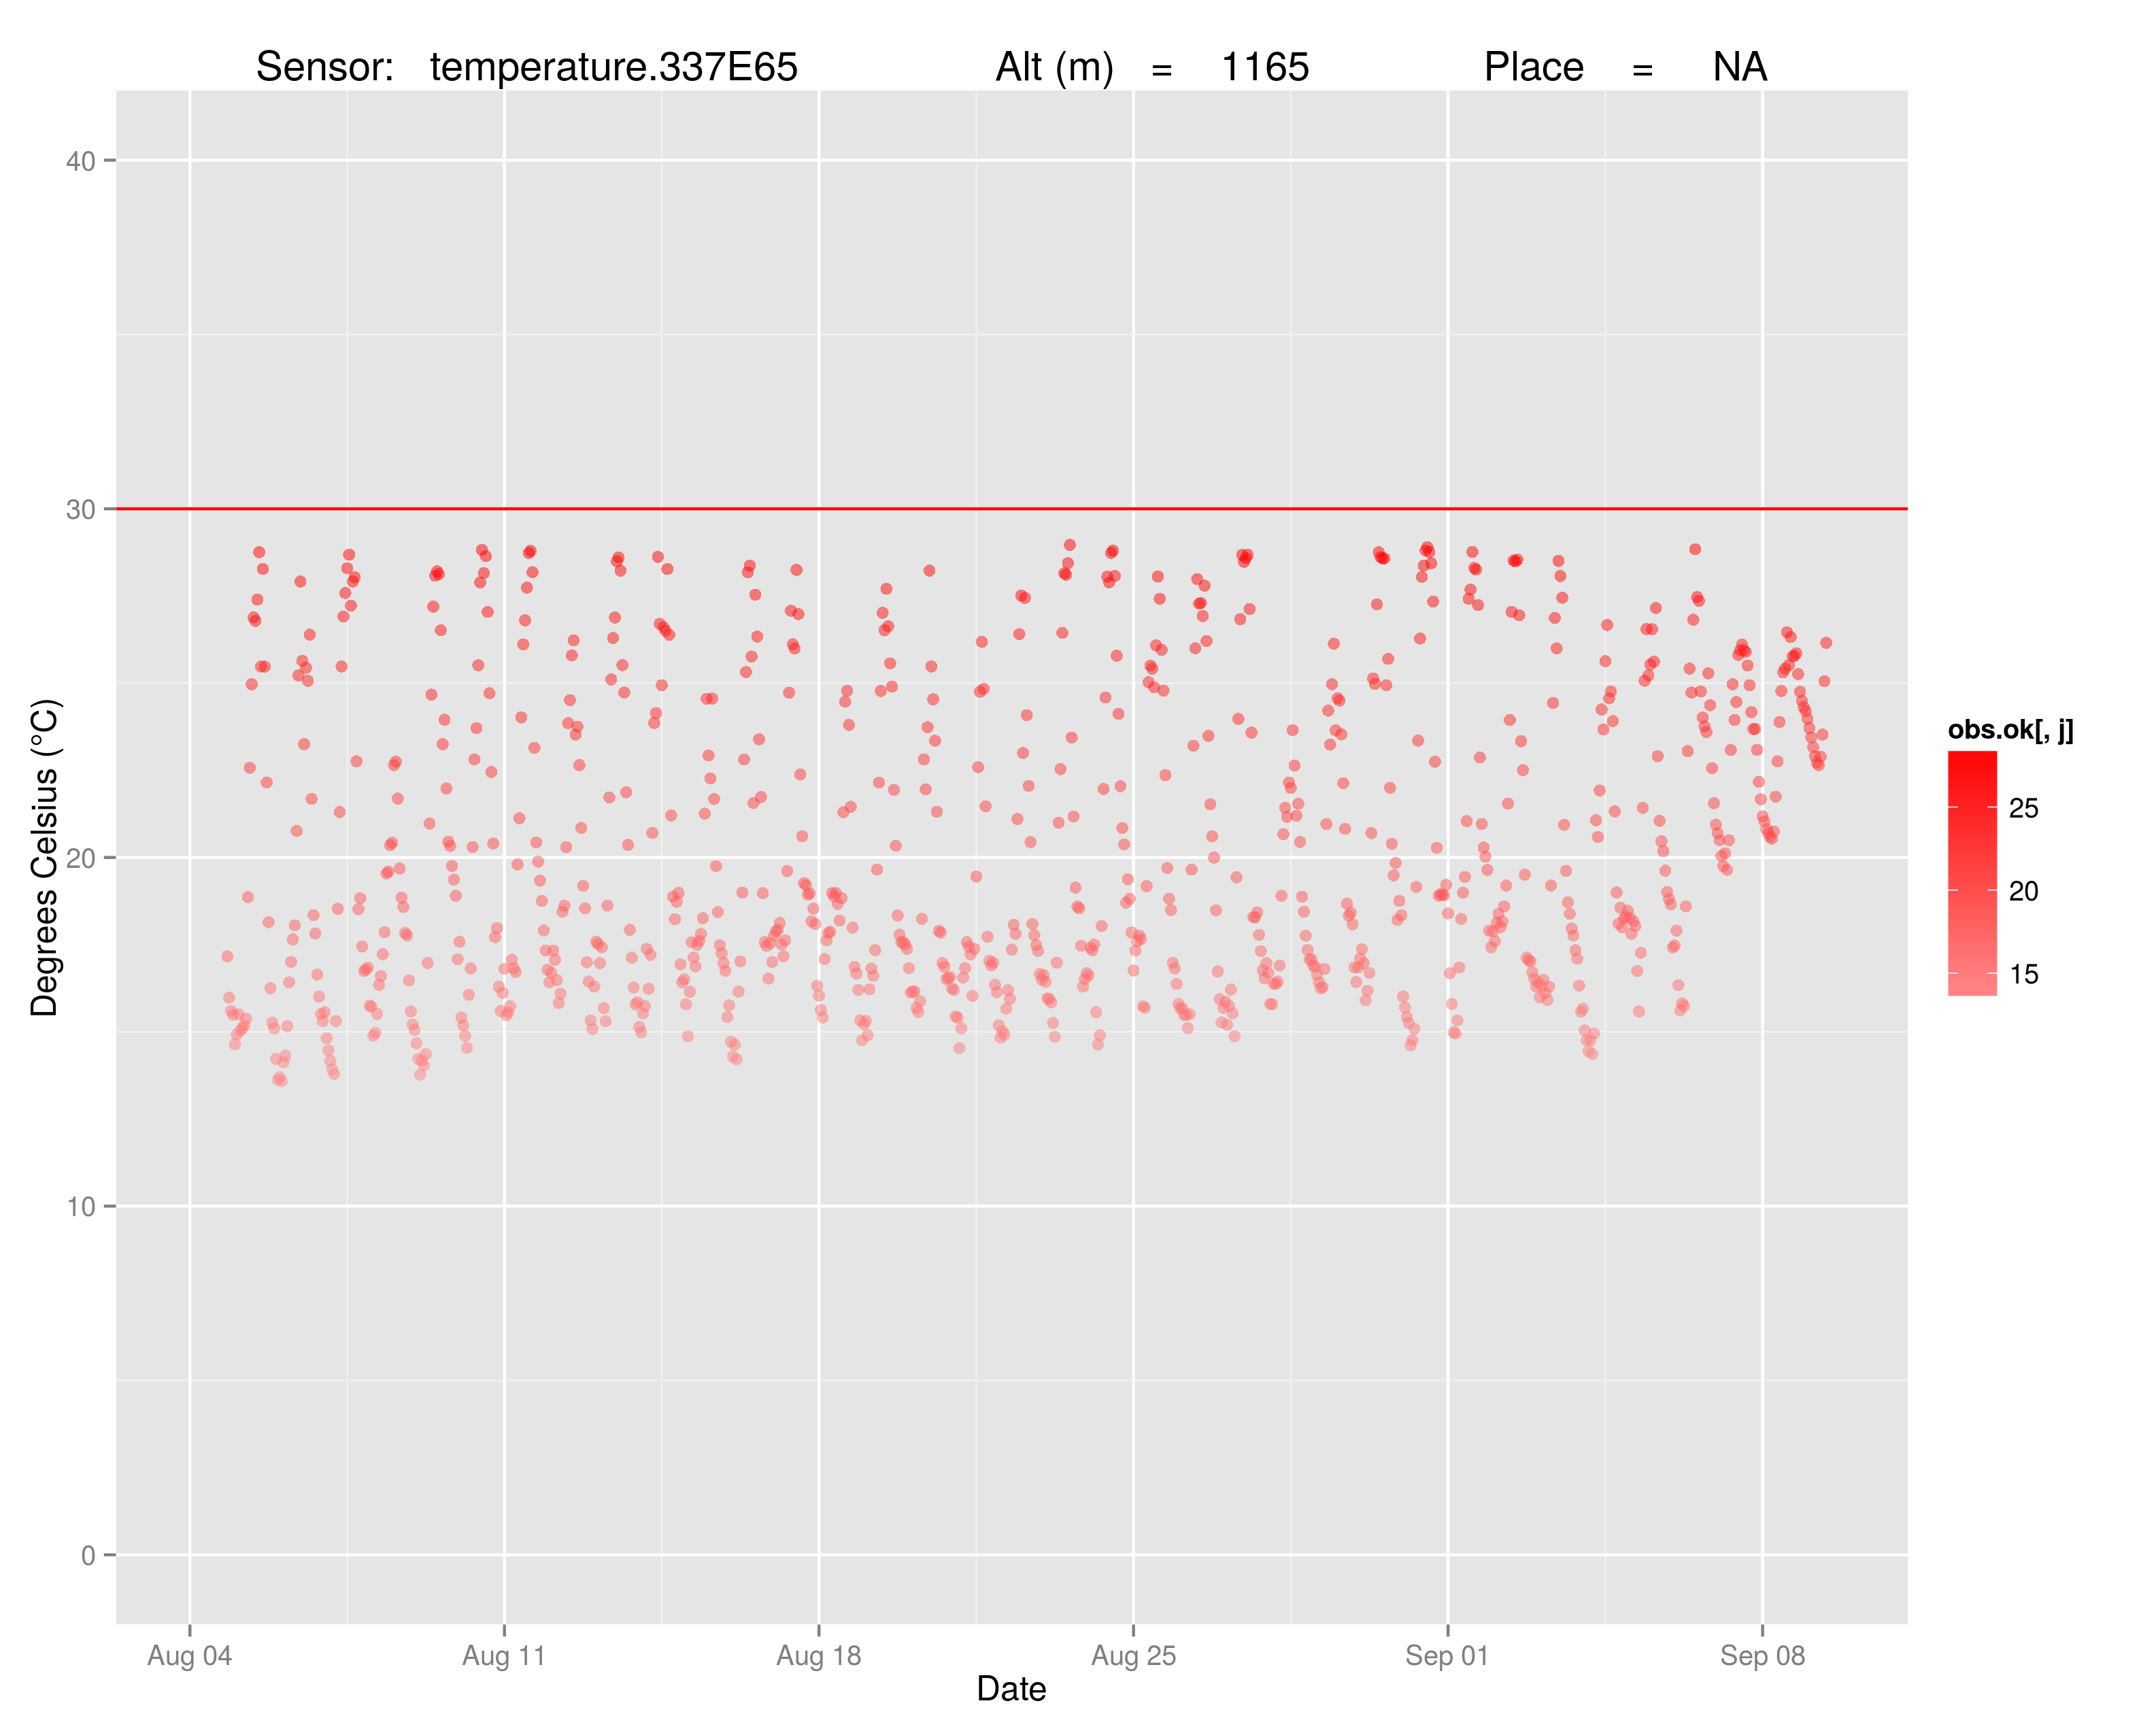 Sensor: temperature.337E65 Alt (m) = 1165 Place = NA
40
30
20
10
0
Degrees Celsius (°C)
Aug 04 Aug 11 Aug 18 Aug 25 Sep 01 Sep 08
Date
obs.ok[, j]
25
20
15